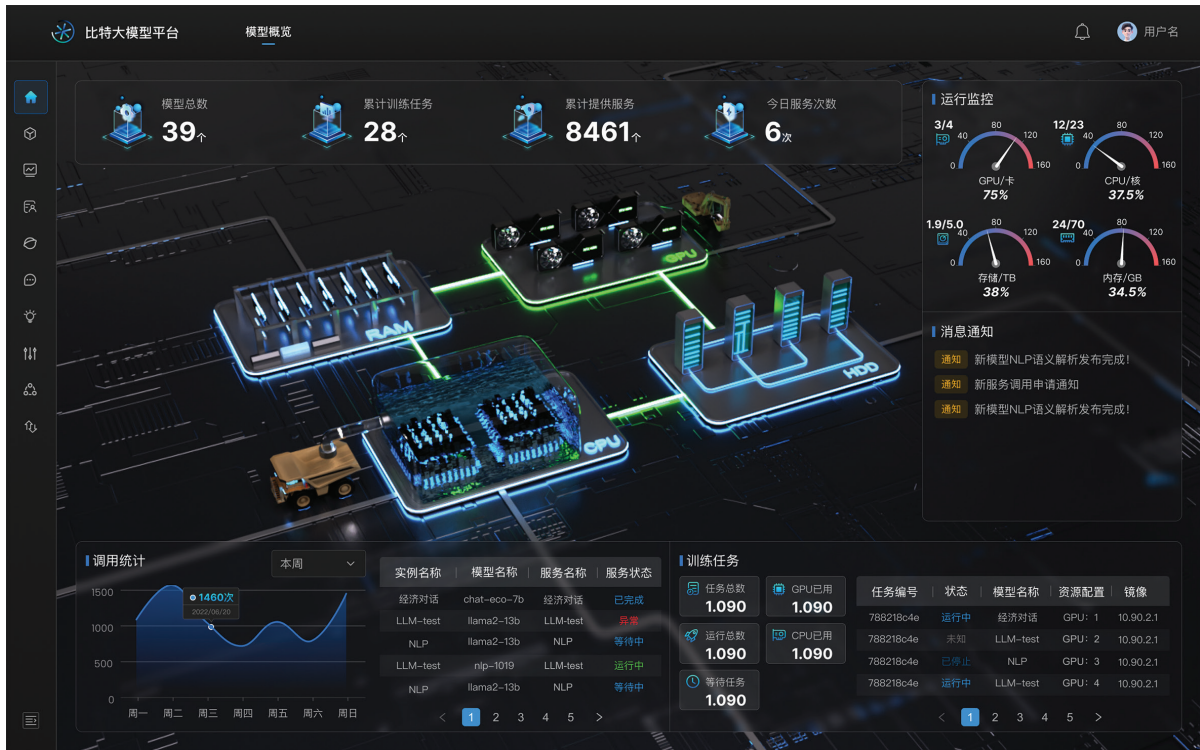 比特大模型平台
模型概览
用户名
模型总数
39个
累计训练任务
28个
累计提供服务
8461个
今日服务次数
6次
运行监控
3/4
0 40 80 120 160
GPU/卡
75%
12/23
0 40 80 120 160
CPU/核
37.5%
1.9/5.0
0 40 80 120 160
存储/TB
38%
24/70
0 40 80 120 160
内存/GB
34.5%
消息通知
通知 新模型NLP语义解析发布完成!
通知 新服务调用申请通知
通知 新模型NLP语义解析发布完成!
GPU
RAM
HDD
CPU
调用统计
本周
1500
1000
500
0
1460次
2022/06/20
周一 周二 周三 周四 周五 周六 周日
实例名称 模型名称 服务名称 服务状态
经济对话 chat-eco-7b 经济对话 已完成
LLM-test llama2-13b LLM-test 异常
NLP llama2-13b NLP 等待中
LLM-test nlp-1019 LLM-test 运行中
NLP llama2-13b NLP 等待中
< 1 2 3 4 5 >
训练任务
任务总数
1.090
GPU已用
1.090
运行总数
1.090
CPU已用
1.090
等待任务
1.090
任务编号 状态 模型名称 资源配置 镜像
788218c4e 运行中 经济对话 GPU: 1 10.90.2.1
788218c4e 未知 LLM-test GPU: 2 10.90.2.1
788218c4e 已停止 NLP GPU: 3 10.90.2.1
788218c4e 运行中 LLM-test GPU: 4 10.90.2.1
< 1 2 3 4 5 >